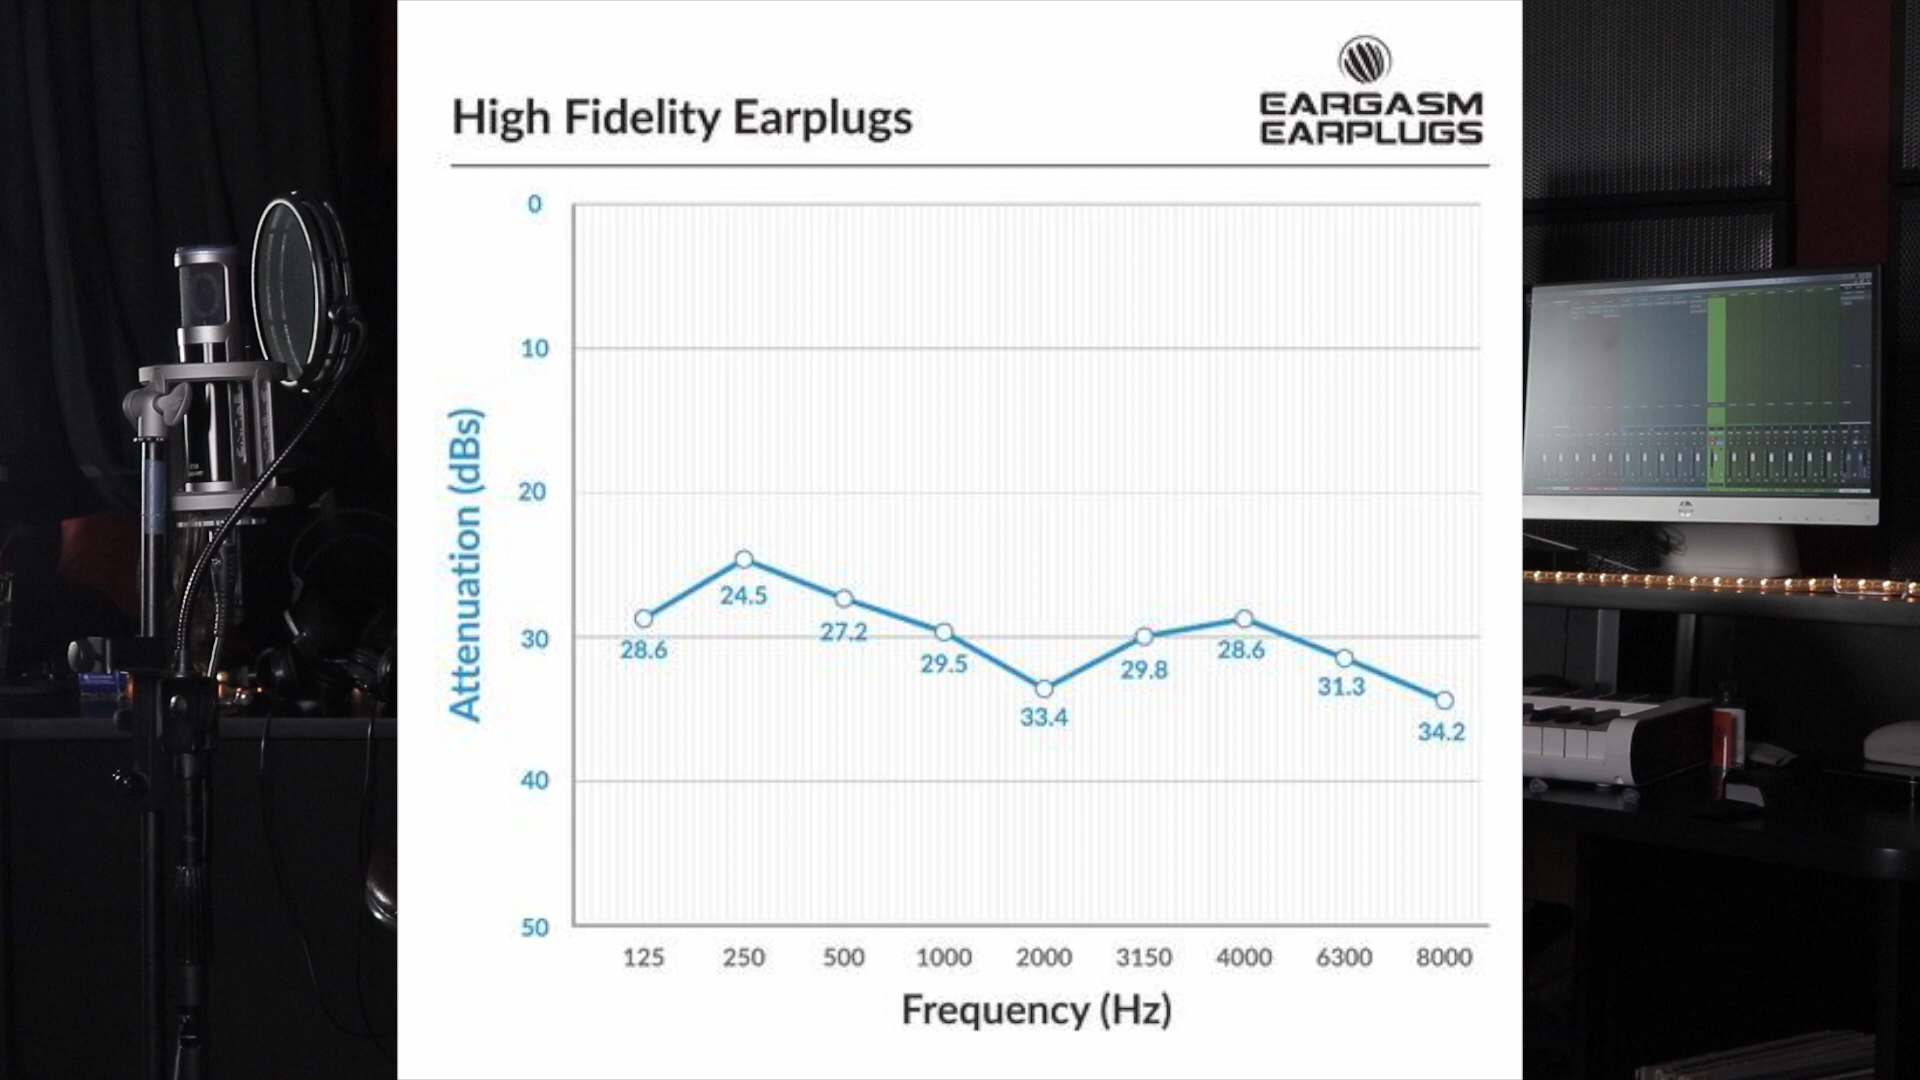 High Fidelity Earplugs
EARGASM
EARPLUGS
Attenuation (dBs)
0
10
20
30
40
50
28.6
24.5
27.2
29.5
33.4
29.8
28.6
31.3
34.2
125 250 500 1000 2000 3150 4000 6300 8000
Frequency (Hz)